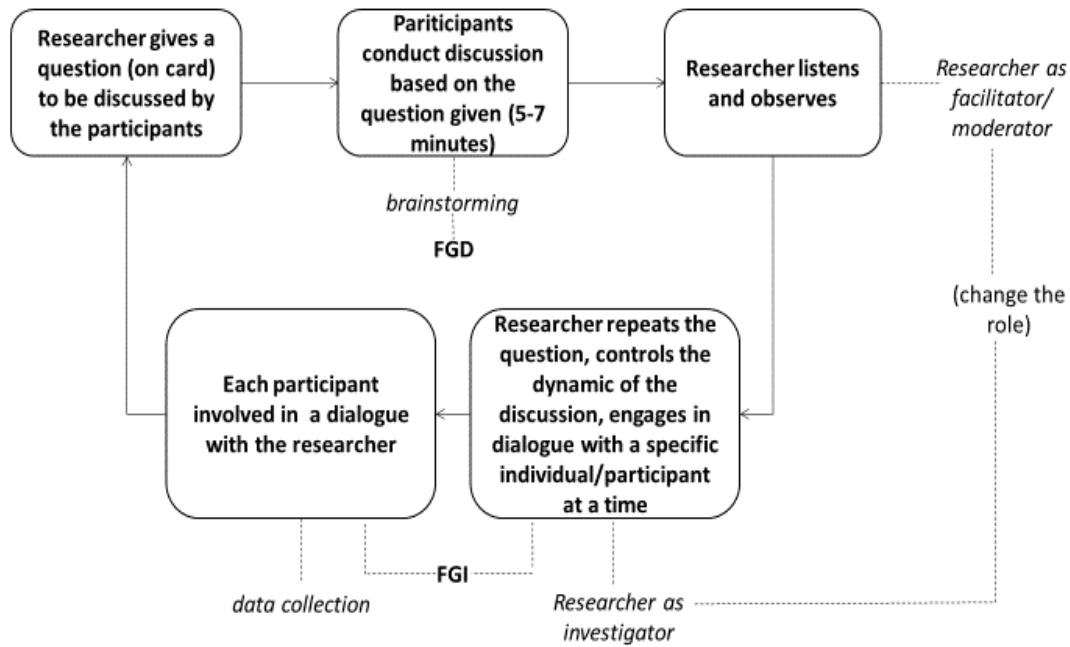 Researcher gives a
question (on card)
to be discussed by
the participants
Pariticipants
conduct discussion
based on the
question given (5-7
minutes)
Researcher listens
and observes
Researcher as
facilitator/
moderator
brainstorming
FGD
(change the
role)
Each participant
involved in a dialogue
with the researcher
Researcher repeats the
question, controls the
dynamic of the
discussion, engages in
dialogue with a specific
individual/participant
at a time
FGI
data collection
Researcher as
investigator